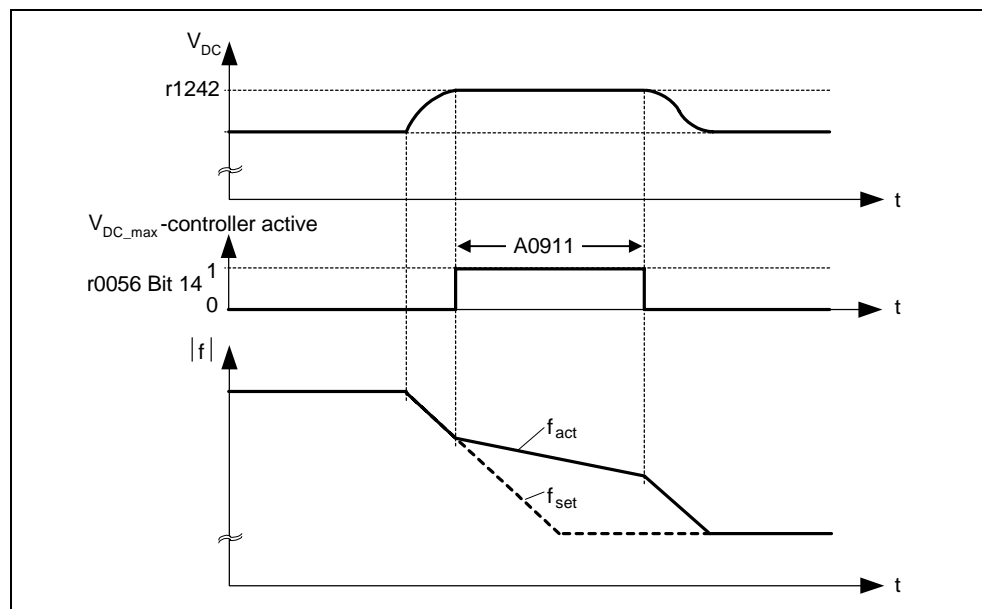 V_DC
r1242
t
V_DC_max -controller active
A0911
1
r0056 Bit 14
0
t
|f|
f_act
f_set
t